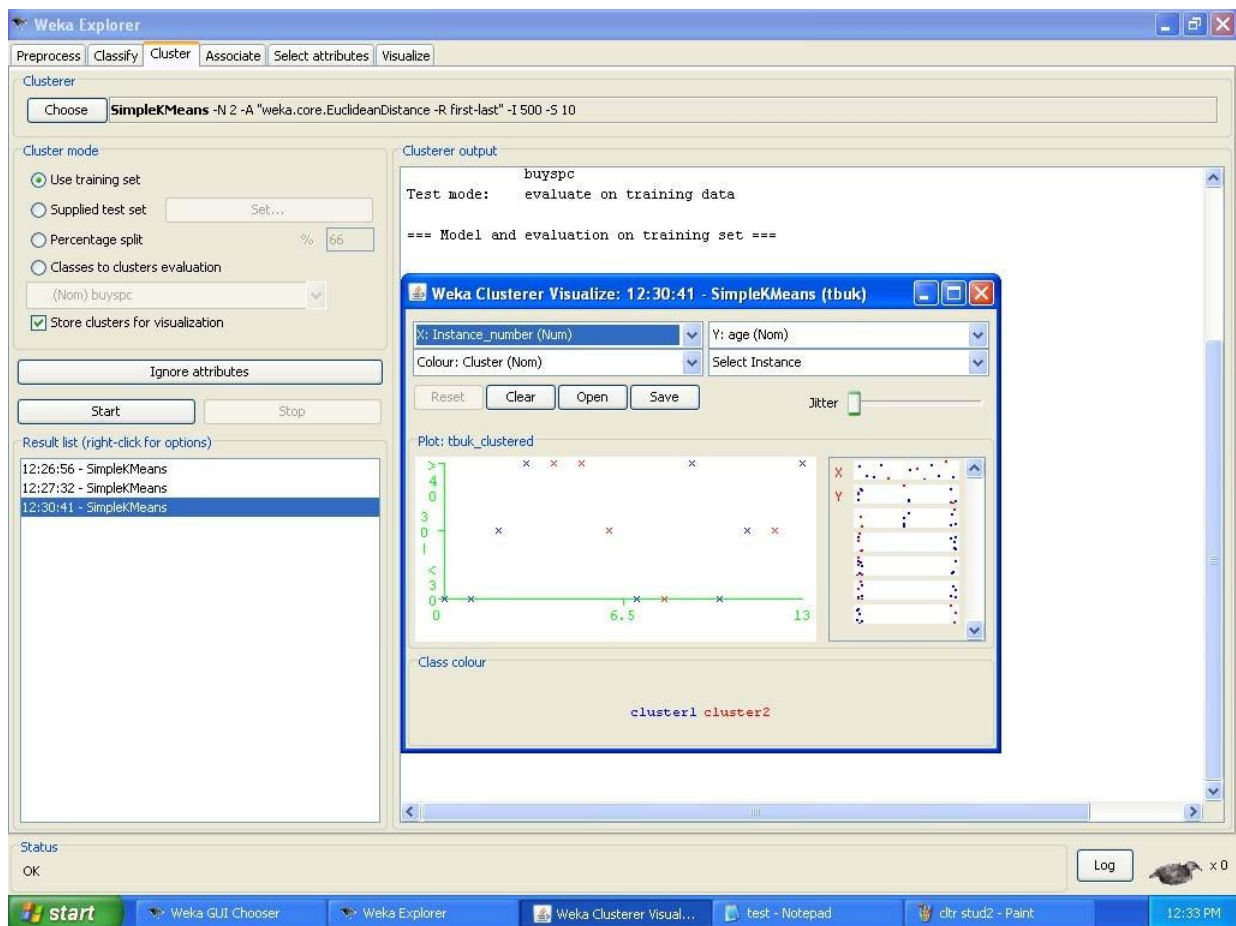 Weka Explorer
Preprocess Classify Cluster Associate Select attributes Visualize
Clusterer
Choose SimpleKMeans -N 2 -A "weka.core.EuclideanDistance -R first-last" -I 500 -S 10
Cluster mode
Use training set
Supplied test set Set...
Percentage split % 66
Classes to clusters evaluation
(Nom) buyspc
Store clusters for visualization
Ignore attributes
Start Stop
Result list (right-click for options)
12:26:56 - SimpleKMeans
12:27:32 - SimpleKMeans
12:30:41 - SimpleKMeans
Clusterer output
buyspc
Test mode: evaluate on training data
=== Model and evaluation on training set ===
Weka Clusterer Visualize: 12:30:41 - SimpleKMeans (tbuk)
X: Instance_number (Num) Y: age (Nom)
Colour: Cluster (Nom) Select Instance
Reset Clear Open Save Jitter
Plot: tbuk_clustered
>40
30-
<30
0 6.5 13
X
Y
Class colour
cluster1 cluster2
Status
OK
Log x 0
start Weka GUI Chooser Weka Explorer Weka Clusterer Visual... test - Notepad cltr stud2 - Paint 12:33 PM